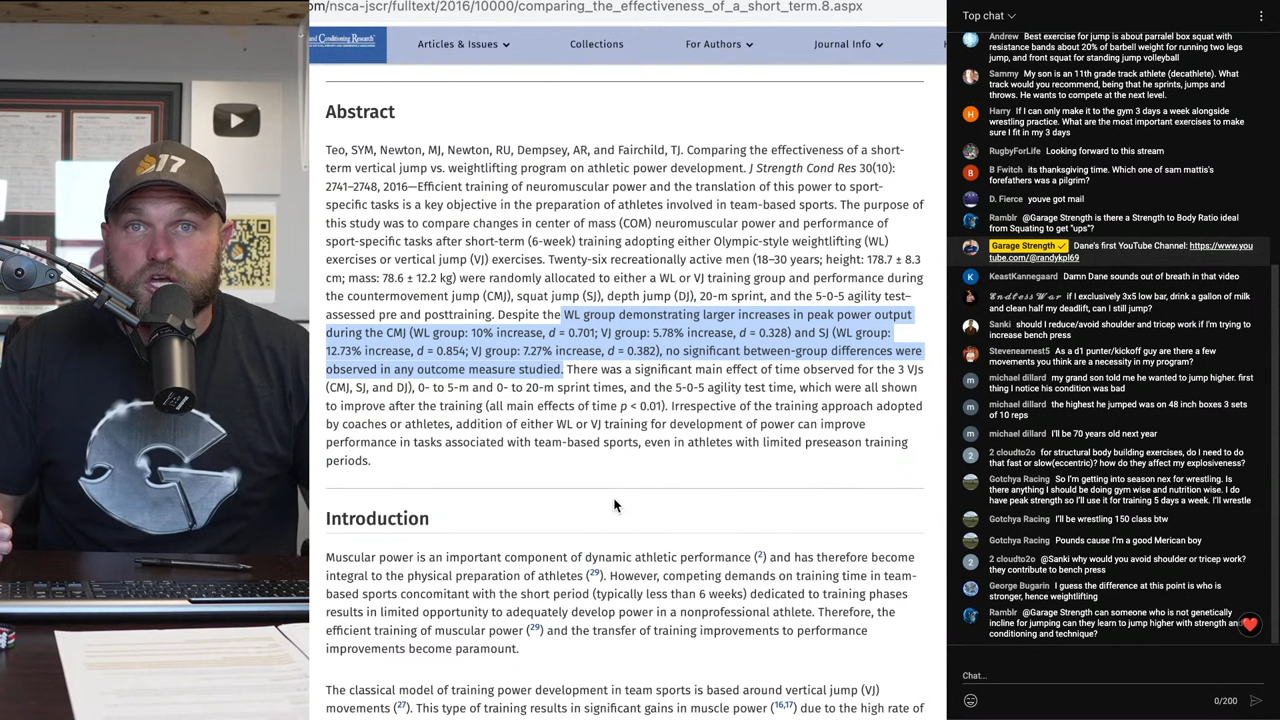 om/nsca-jscr/fulltext/2016/10000/comparing_the_effectiveness_of_a_short_term.8.aspx
and Conditioning Research
Articles & Issues
Collections
For Authors
Journal Info
Abstract
Teo, SYM, Newton, MJ, Newton, RU, Dempsey, AR, and Fairchild, TJ. Comparing the effectiveness of a short-
term vertical jump vs. weightlifting program on athletic power development. J Strength Cond Res 30(10):
2741–2748, 2016—Efficient training of neuromuscular power and the translation of this power to sport-
specific tasks is a key objective in the preparation of athletes involved in team-based sports. The purpose of
this study was to compare changes in center of mass (COM) neuromuscular power and performance of
sport-specific tasks after short-term (6-week) training adopting either Olympic-style weightlifting (WL)
exercises or vertical jump (VJ) exercises. Twenty-six recreationally active men (18–30 years; height: 178.7 ± 8.3
cm; mass: 78.6 ± 12.2 kg) were randomly allocated to either a WL or VJ training group and performance during
the countermovement jump (CMJ), squat jump (SJ), depth jump (DJ), 20-m sprint, and the 5-0-5 agility test–
assessed pre and posttraining. Despite the WL group demonstrating larger increases in peak power output
during the CMJ (WL group: 10% increase, d = 0.701; VJ group: 5.78% increase, d = 0.328) and SJ (WL group:
12.73% increase, d = 0.854; VJ group: 7.27% increase, d = 0.382), no significant between-group differences were
observed in any outcome measure studied. There was a significant main effect of time observed for the 3 VJs
(CMJ, SJ, and DJ), 0- to 5-m and 0- to 20-m sprint times, and the 5-0-5 agility test time, which were all shown
to improve after the training (all main effects of time p < 0.01). Irrespective of the training approach adopted
by coaches or athletes, addition of either WL or VJ training for development of power can improve
performance in tasks associated with team-based sports, even in athletes with limited preseason training
periods.
Introduction
Muscular power is an important component of dynamic athletic performance (2) and has therefore become
integral to the physical preparation of athletes (29). However, competing demands on training time in team-
based sports concomitant with the short period (typically less than 6 weeks) dedicated to training phases
results in limited opportunity to adequately develop power in a nonprofessional athlete. Therefore, the
efficient training of muscular power (29) and the transfer of training improvements to performance
improvements become paramount.
The classical model of training power development in team sports is based around vertical jump (VJ)
movements (27). This type of training results in significant gains in muscle power (16,17) due to the high rate of
17
G
Top chat
Andrew Best exercise for jump is about parralel box squat with
resistance bands about 20% of barbell weight for running two legs
jump, and front squat for standing jump volleyball
Sammy My son is an 11th grade track athlete (decathlete). What
track would you recommend, being that he sprints, jumps and
throws. He wants to compete at the next level.
H
Harry If I can only make it to the gym 3 days a week alongside
wrestling practice. What are the most important exercises to make
sure I fit in my 3 days
RugbyForLife Looking forward to this stream
B
B Fwitch its thanksgiving time. Which one of sam mattis's
forefathers was a pilgrim?
D. Fierce youve got mail
Ramblr @Garage Strength is there a Strength to Body Ratio ideal
from Squating to get "ups"?
Garage Strength Dane's first YouTube Channel: https://www.you
tube.com/@randykpl69
K
KeastKannegaard Damn Dane sounds out of breath in that video
𝓔𝓷𝓭𝓵𝓮𝓼𝓼 𝓦𝓪𝓻 if I exclusively 3x5 low bar, drink a gallon of milk
and clean half my deadlift, can I still jump?
Sanki should I reduce/avoid shoulder and tricep work if I'm trying to
increase bench press
Stevenearnest5 As a d1 punter/kickoff guy are there a few
movements you think are a necessity in my program?
m
michael dillard my grand son told me he wanted to jump higher. first
thing I notice his condition was bad
m
michael dillard the highest he jumped was on 48 inch boxes 3 sets
of 10 reps
m
michael dillard I'll be 70 years old next year
2
2 cloudto2o for structural body building exercises, do I need to do
that fast or slow(eccentric)? how do they affect my explosiveness?
Gotchya Racing So I'm getting into season nex for wrestling. Is
there anything I should be doing gym wise and nutrition wise. I do
have peak strength so I'll use it for training 5 days a week. I'll wrestle
Gotchya Racing I'll be wrestling 150 class btw
Gotchya Racing Pounds cause I'm a good Merican boy
2
2 cloudto2o @Sanki why would you avoid shoulder or tricep work?
they contribute to bench press
George Bugarin I guess the difference at this point is who is
stronger, hence weightlifting
Ramblr @Garage Strength can someone who is not genetically
incline for jumping can they learn to jump higher with strength and
conditioning and technique?
Chat...
0/200